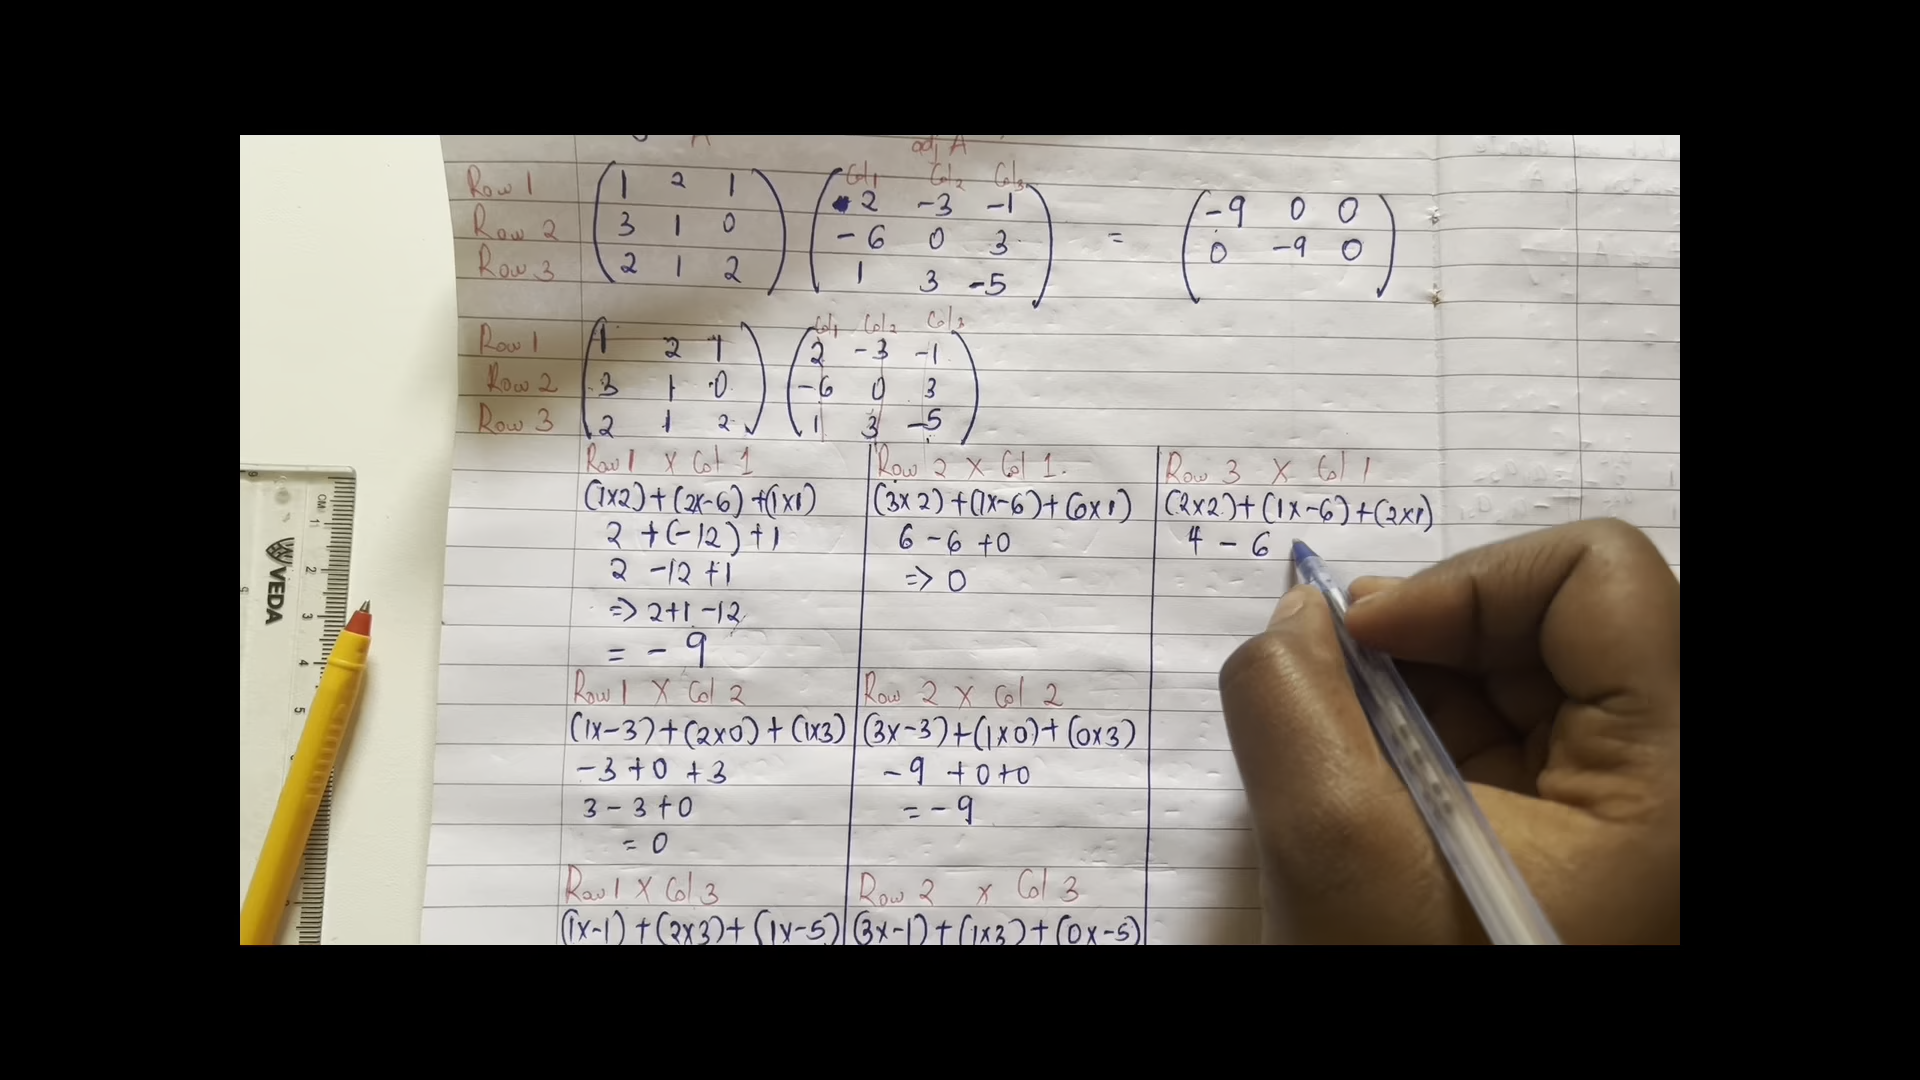 A adj A
Col1 Col2 Col3
Row 1 1 2 1 2 -3 -1 -9 0 0
Row 2 3 1 0 -6 0 3 = 0 -9 0
Row 3 2 1 2 1 3 -5
Col1 Col2 Col3
Row 1 1 2 1 2 -3 -1
Row 2 3 1 0 -6 0 3
Row 3 2 1 2 1 3 -5
Row 1 X Col 1
(1x2)+(2x-6)+(1x1)
2 +(-12)+1
2 -12 +1
=> 2+1-12
= - 9
Row 2 X Col 1.
(3x2)+(1x-6)+(0x1)
6 - 6 +0
=> 0
Row 3 X Col 1
(2x2)+(1x-6)+(2x1)
4 - 6
Row 1 X Col 2
(1x-3)+(2x0)+(1x3)
-3 +0 +3
3 - 3 +0
= 0
Row 2 X Col 2
(3x-3)+(1x0)+(0x3)
-9 +0+0
= -9
Row 1 X Col 3
(1x-1)+(2x3)+(1x-5)
Row 2 x Col 3
(3x-1)+(1x3)+(0x-5)
CM 1
2
3
4
5
VEDA